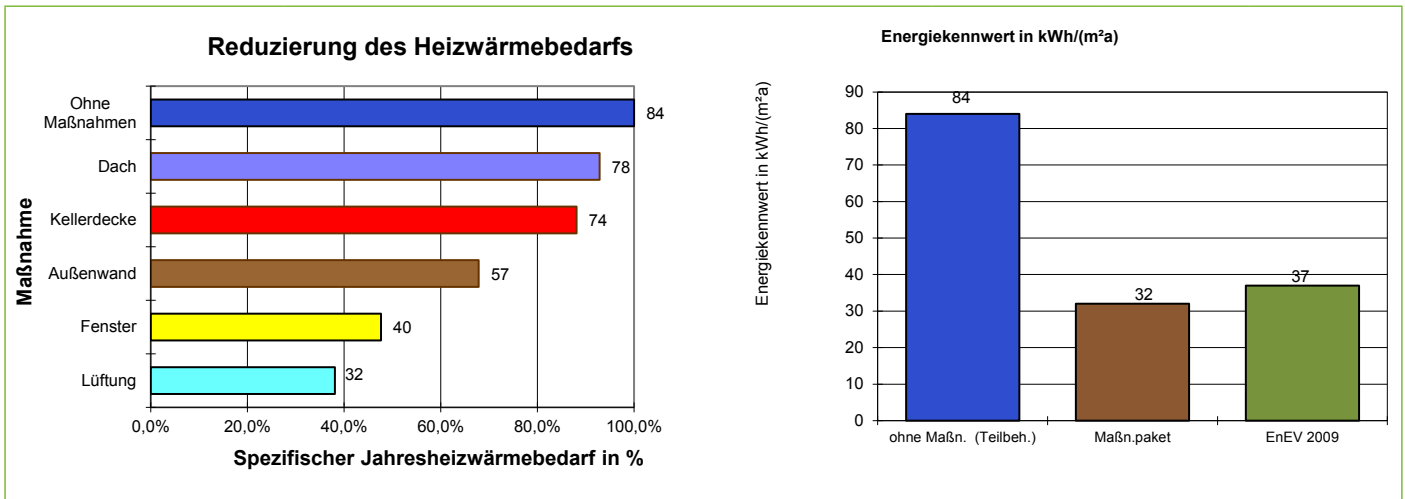 Reduzierung des Heizwärmebedarfs
Maßnahme
Ohne
Maßnahmen
84
Dach
78
Kellerdecke
74
Außenwand
57
Fenster
40
Lüftung
32
0,0% 20,0% 40,0% 60,0% 80,0% 100,0%
Spezifischer Jahresheizwärmebedarf in %
Energiekennwert in kWh/(m²a)
Energiekennwert in kWh/(m²a)
90
80
70
60
50
40
30
20
10
0
84
32
37
ohne Maßn. (Teilbeh.) Maßn.paket EnEV 2009